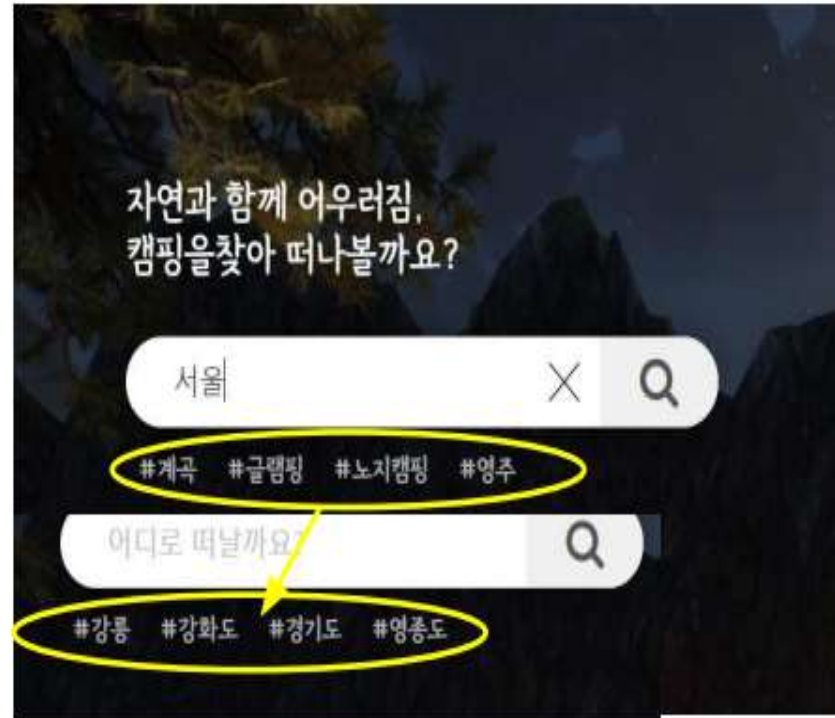 자연과 함께 어우러짐,
캠핑을찾아 떠나볼까요?
서울
#계곡 #글램핑 #노지캠핑 #영주
어디로 떠날까요?
#강릉 #강화도 #경기도 #영종도